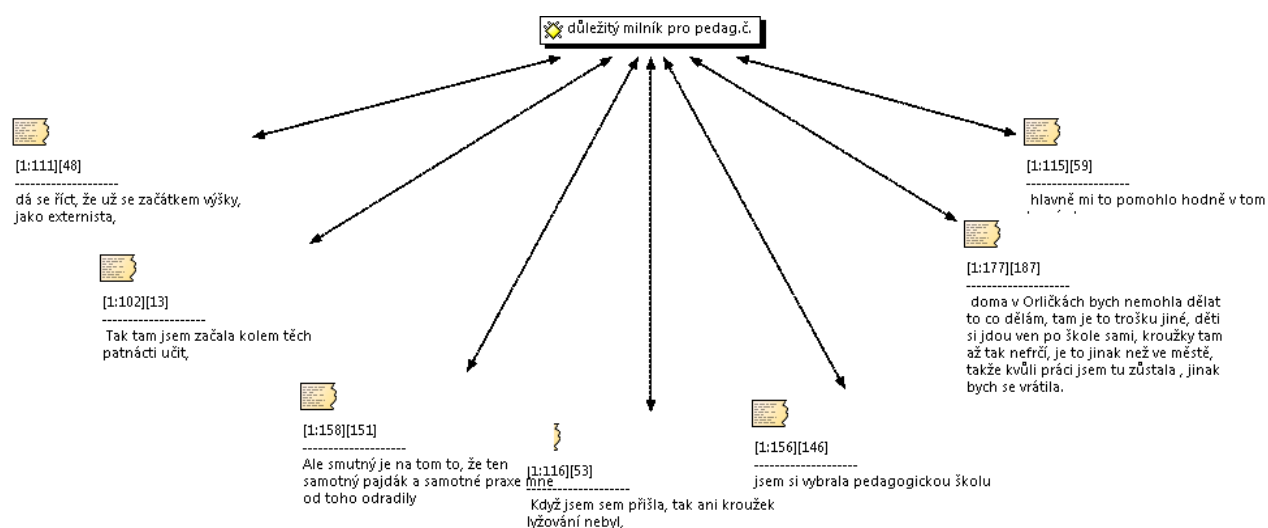 důležitý milník pro pedag.č.
[1:111][48]
--------------------
dá se říct, že už se začátkem výšky,
jako externista,
[1:102][13]
--------------------
Tak tam jsem začala kolem těch
patnácti učit,
[1:158][151]
--------------------
Ale smutný je na tom to, že ten
samotný pajdák a samotné praxe mne
od toho odradily
[1:116][53]
--------------------
Když jsem sem přišla, tak ani kroužek
lyžování nebyl,
[1:156][146]
--------------------
jsem si vybrala pedagogickou školu
[1:177][187]
--------------------
doma v Orličkách bych nemohla dělat
to co dělám, tam je to trošku jiné, děti
si jdou ven po škole sami, kroužky tam
až tak nefrčí, je to jinak než ve městě,
takže kvůli práci jsem tu zůstala , jinak
bych se vrátila.
[1:115][59]
--------------------
hlavně mi to pomohlo hodně v tom